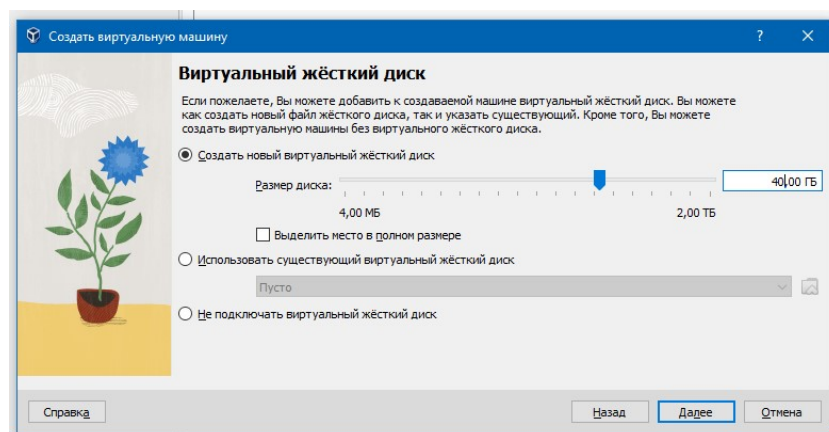 Создать виртуальную машину
Виртуальный жёсткий диск
Если пожелаете, Вы можете добавить к создаваемой машине виртуальный жёсткий диск. Вы можете
как создать новый файл жёсткого диска, так и указать существующий. Кроме того, Вы можете
создать виртуальную машины без виртуального жёсткого диска.
Создать новый виртуальный жёсткий диск
Размер диска:
40,00 ГБ
4,00 МБ
2,00 ТБ
Выделить место в полном размере
Использовать существующий виртуальный жёсткий диск
Пусто
Не подключать виртуальный жёсткий диск
Справка
Назад
Далее
Отмена